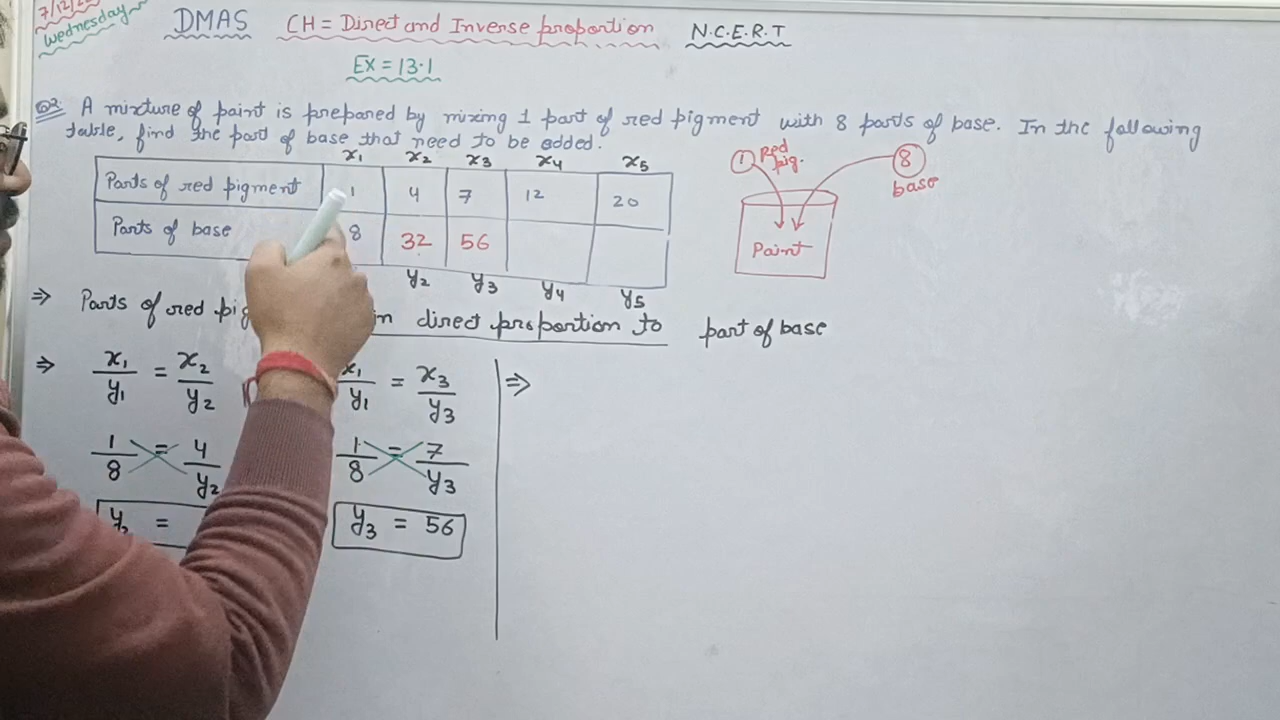 7/12/2
Wednesday
DMAS CH = Direct and Inverse proportion N.C.E.R.T
EX = 13.1
Q2. A mixture of paint is prepared by mixing 1 part of red pigment with 8 parts of base. In the following
table, find the part of base that need to be added.
x₁ x₂ x₃ x₄ x₅
Parts of red pigment 1 4 7 12 20
Parts of base 8 32 56
y₂ y₃ y₄ y₅
1 Red pig. 8 base
Paint
⇒ Parts of red pig in direct proportion to part of base
⇒ x₁/y₁ = x₂/y₂ x₁/y₁ = x₃/y₃ ⇒
1/8 = 4/y₂ 1/8 = 7/y₃
y₂ = y₃ = 56